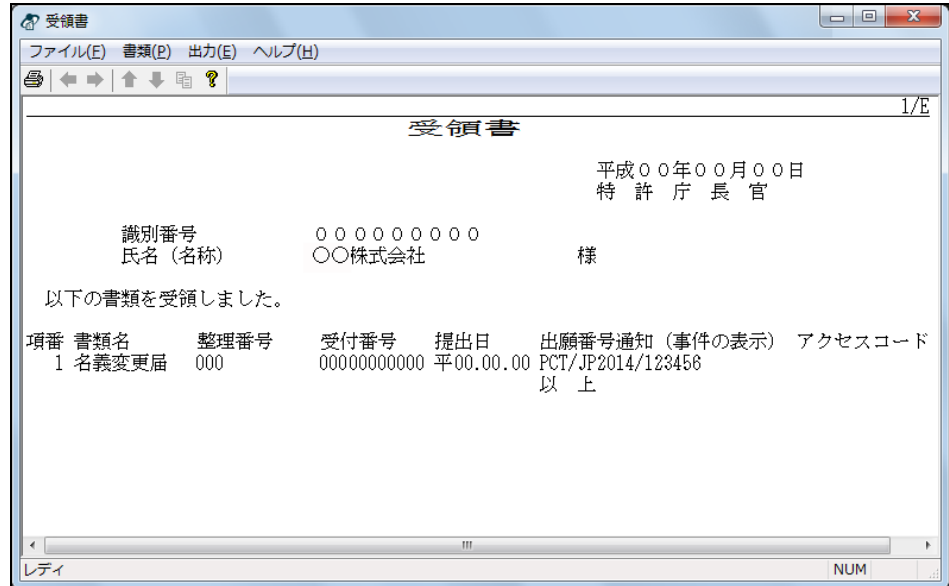 受領書
ファイル(F) 書類(P) 出力(E) ヘルプ(H)
1/E
受領書
平成００年００月００日
特 許 庁 長 官
識別番号 ０００００００００
氏名（名称） ○○株式会社 様
以下の書類を受領しました。
項番 書類名 整理番号 受付番号 提出日 出願番号通知（事件の表示） アクセスコード
1 名義変更届 000 00000000000 平00.00.00 PCT/JP2014/123456
以 上
レディ NUM